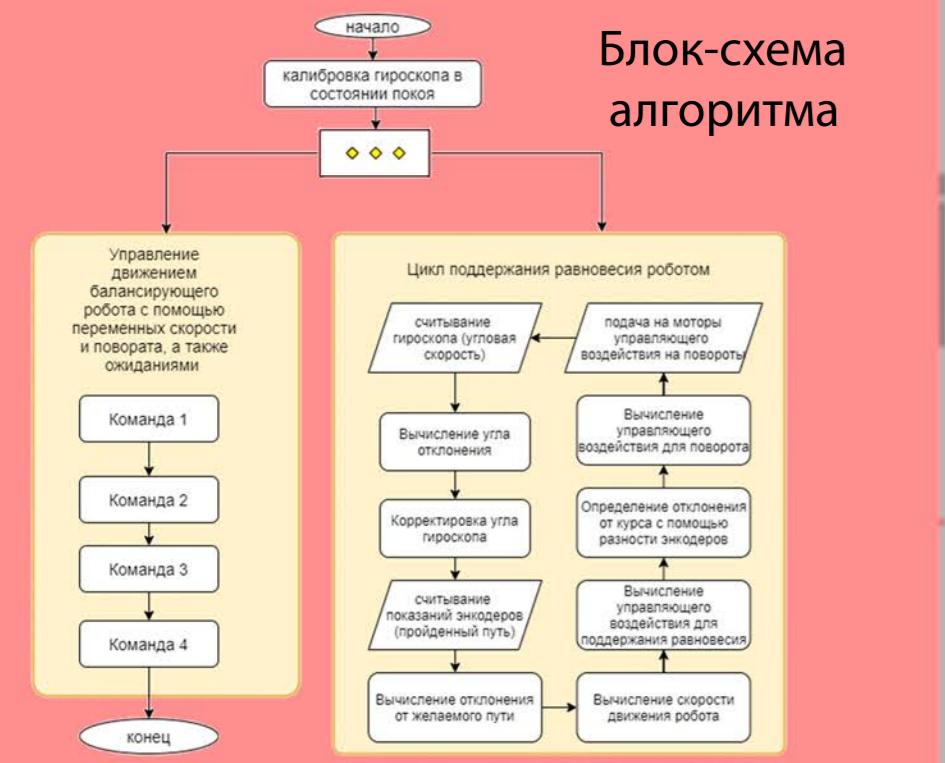 Блок-схема
алгоритма
начало
калибровка гироскопа в
состоянии покоя
Управление
движением
балансирующего
робота с помощью
переменных скорости
и повората, а также
ожиданиями
Команда 1
Команда 2
Команда 3
Команда 4
конец
Цикл поддержания равновесия роботом
считывание
гироскопа (угловая
скорость)
Вычисление угла
отклонения
Корректировка угла
гироскопа
считывание
показаний энкодеров
(пройденный путь)
Вычисление отклонения
от желаемого пути
Вычисление скорости
движения робота
Вычисление
управляющего
воздействия для
поддержания равновесия
Определение отклонения
от курса с помощью
разности энкодеров
Вычисление
управляющего
воздействия для поворота
подача на моторы
управляющего
воздействия на повороты